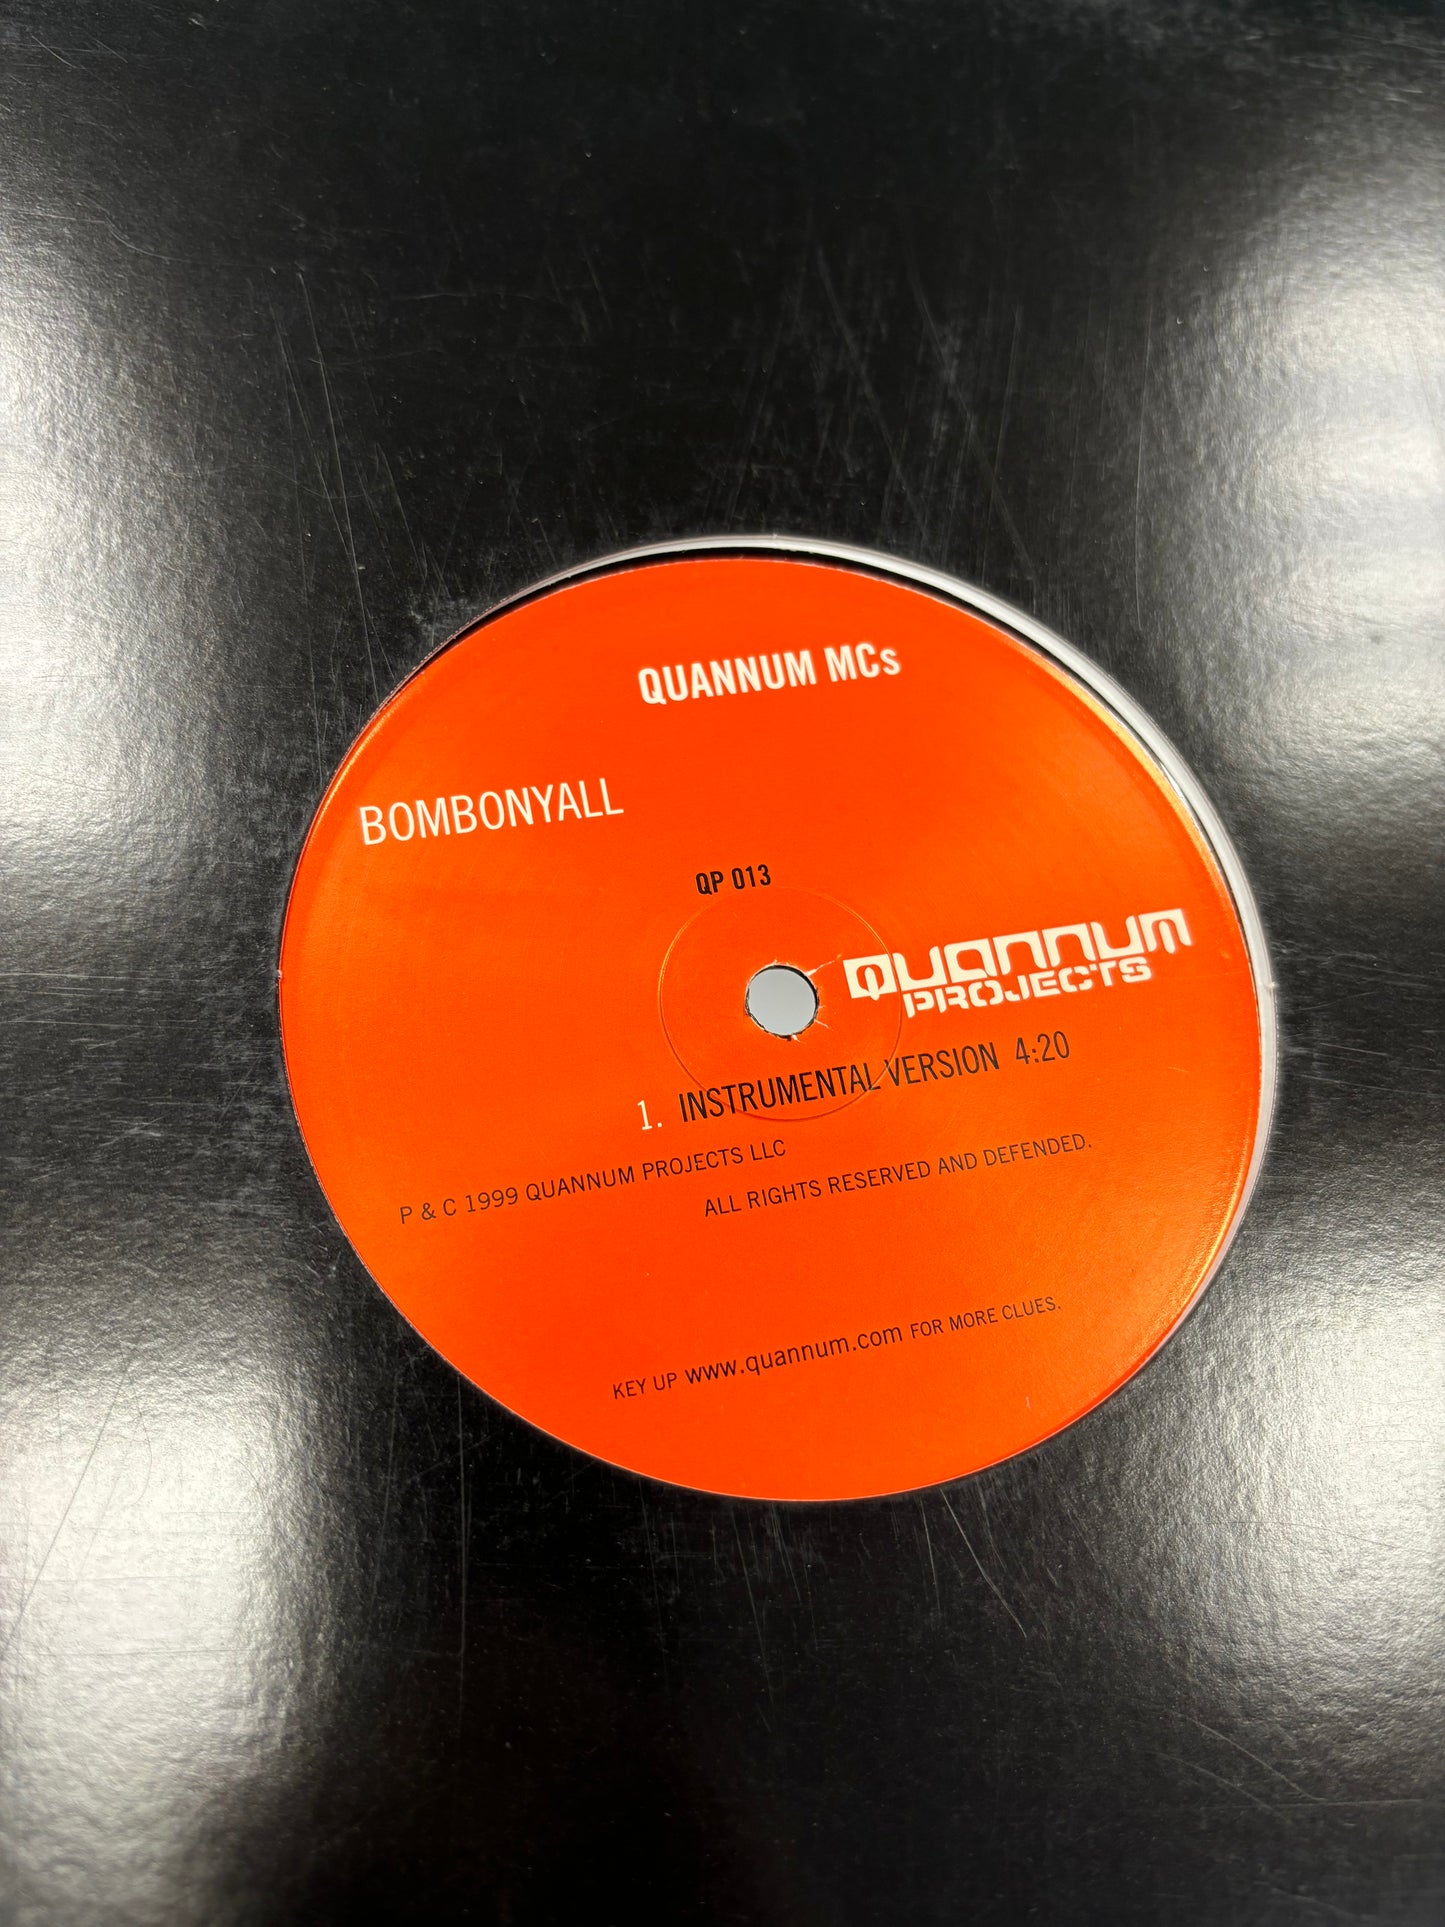 QUANNUM MCs
BOMBONYALL
QP 013
QUANNUM
PROJECTS
1. INSTRUMENTAL VERSION 4:20
P & C 1999 QUANNUM PROJECTS LLC
ALL RIGHTS RESERVED AND DEFENDED.
KEY UP www.quannum.com FOR MORE CLUES.